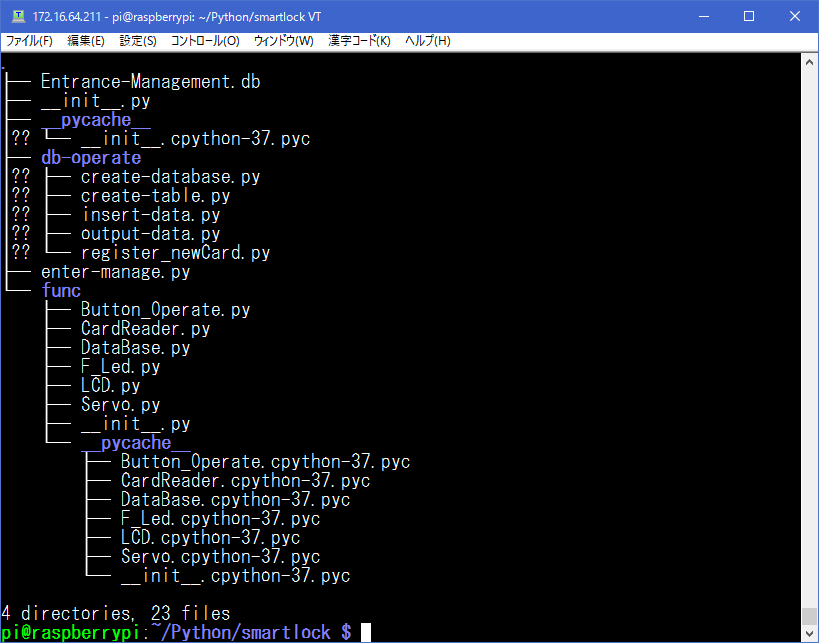 172.16.64.211 - pi@raspberrypi: ~/Python/smartlock VT
ファイル(F) 編集(E) 設定(S) コントロール(O) ウィンドウ(W) 漢字コード(K) ヘルプ(H)
.
├── Entrance-Management.db
├── __init__.py
├── __pycache__
│?? └── __init__.cpython-37.pyc
├── db-operate
│?? ├── create-database.py
│?? ├── create-table.py
│?? ├── insert-data.py
│?? ├── output-data.py
│?? └── register_newCard.py
├── enter-manage.py
└── func
    ├── Button_Operate.py
    ├── CardReader.py
    ├── DataBase.py
    ├── F_Led.py
    ├── LCD.py
    ├── Servo.py
    ├── __init__.py
    └── __pycache__
        ├── Button_Operate.cpython-37.pyc
        ├── CardReader.cpython-37.pyc
        ├── DataBase.cpython-37.pyc
        ├── F_Led.cpython-37.pyc
        ├── LCD.cpython-37.pyc
        ├── Servo.cpython-37.pyc
        └── __init__.cpython-37.pyc
4 directories, 23 files
pi@raspberrypi:~/Python/smartlock $